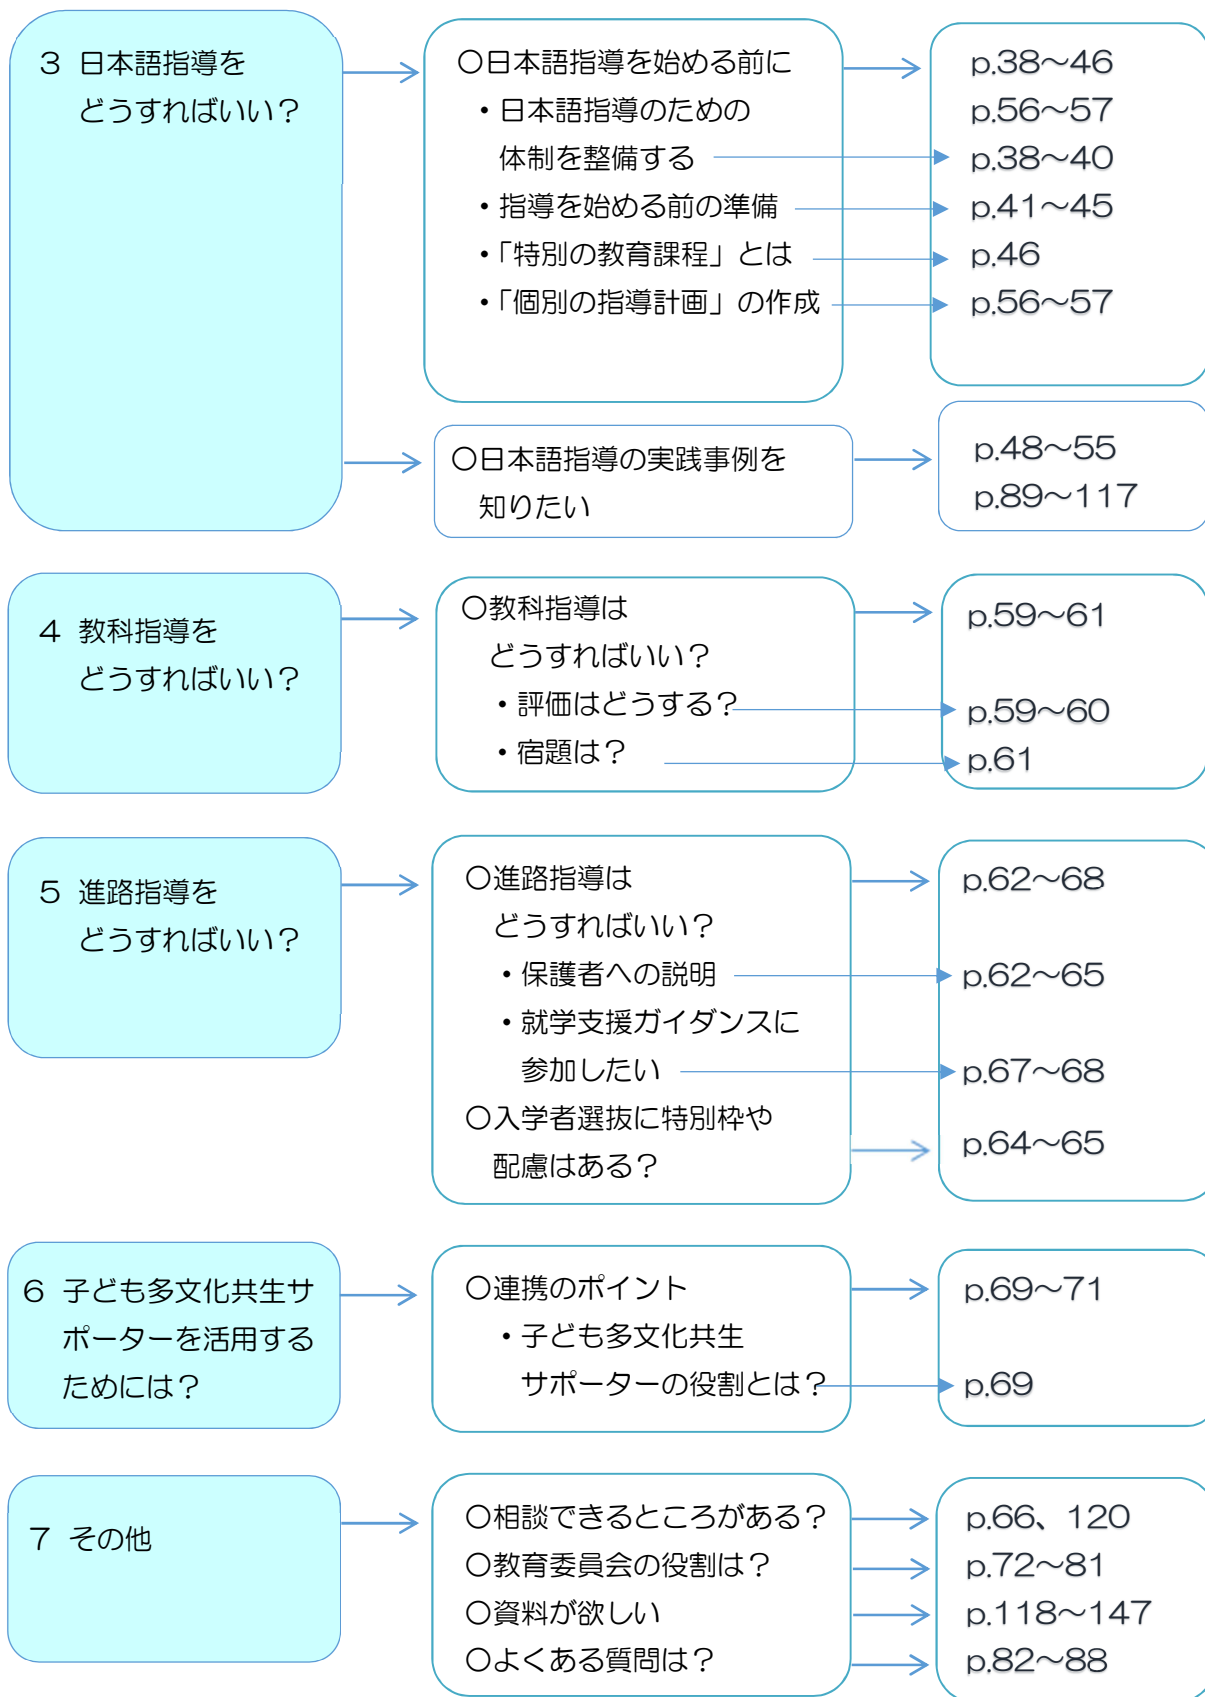 3 日本語指導を
どうすればいい？
〇日本語指導を始める前に
・日本語指導のための
体制を整備する
・指導を始める前の準備
・「特別の教育課程」とは
・「個別の指導計画」の作成
p.38～46
p.56～57
p.38～40
p.41～45
p.46
p.56～57
〇日本語指導の実践事例を
知りたい
p.48～55
p.89～117
4 教科指導を
どうすればいい？
〇教科指導は
どうすればいい？
・評価はどうする？
・宿題は？
p.59～61
p.59～60
p.61
5 進路指導を
どうすればいい？
〇進路指導は
どうすればいい？
・保護者への説明
・就学支援ガイダンスに
参加したい
〇入学者選抜に特別枠や
配慮はある？
p.62～68
p.62～65
p.67～68
p.64～65
6 子ども多文化共生サ
ポーターを活用する
ためには？
〇連携のポイント
・子ども多文化共生
サポーターの役割とは？
p.69～71
p.69
7 その他
〇相談できるところがある？
〇教育委員会の役割は？
〇資料が欲しい
〇よくある質問は？
p.66、120
p.72～81
p.118～147
p.82～88